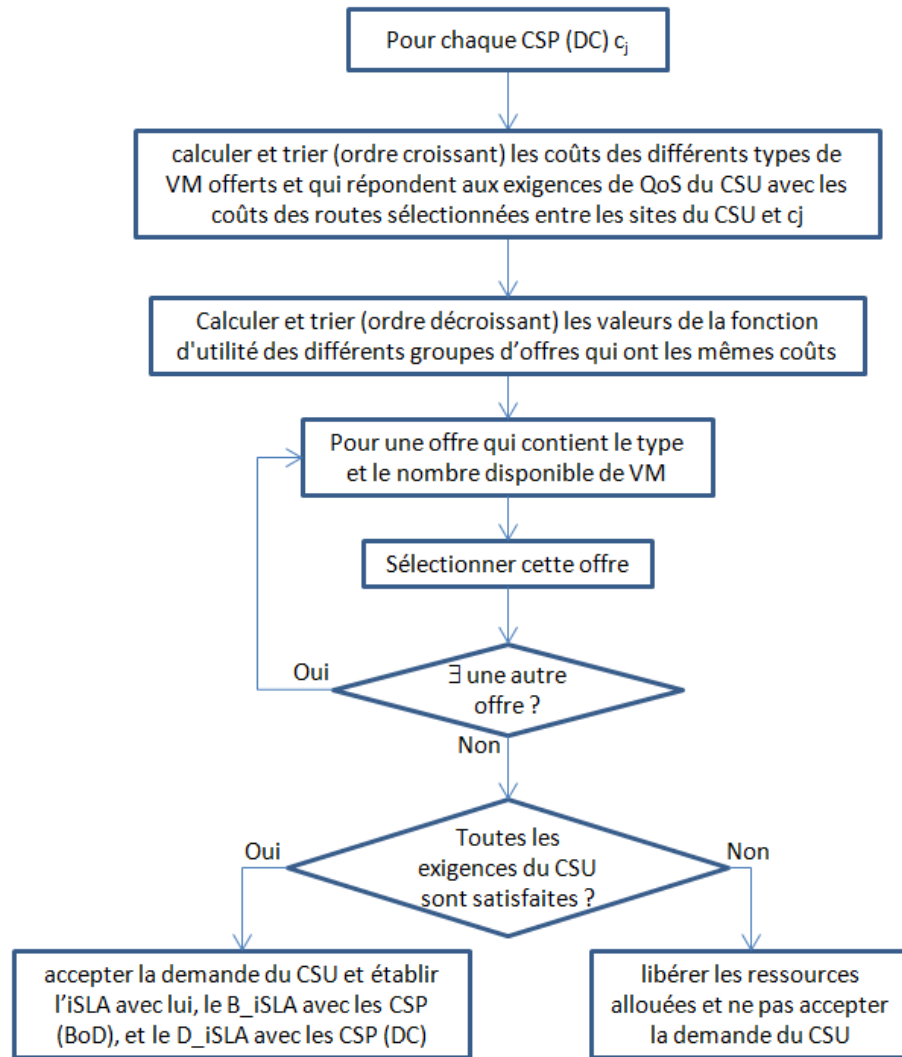 Pour chaque CSP (DC) cj
calculer et trier (ordre croissant) les coûts des différents types de
VM offerts et qui répondent aux exigences de QoS du CSU avec les
coûts des routes sélectionnées entre les sites du CSU et cj
Calculer et trier (ordre décroissant) les valeurs de la fonction
d'utilité des différents groupes d’offres qui ont les mêmes coûts
Pour une offre qui contient le type
et le nombre disponible de VM
Sélectionner cette offre
Oui
∃ une autre
offre ?
Non
Oui
Toutes les
exigences du CSU
sont satisfaites ?
Non
accepter la demande du CSU et établir
l’iSLA avec lui, le B_iSLA avec les CSP
(BoD), et le D_iSLA avec les CSP (DC)
libérer les ressources
allouées et ne pas accepter
la demande du CSU